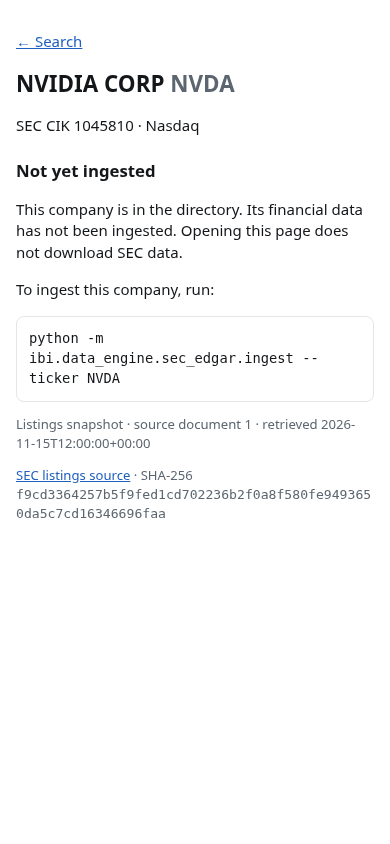 ← Search
NVIDIA CORP NVDA
SEC CIK 1045810 · Nasdaq
Not yet ingested
This company is in the directory. Its financial data
has not been ingested. Opening this page does
not download SEC data.
To ingest this company, run:
python -m
ibi.data_engine.sec_edgar.ingest --
ticker NVDA
Listings snapshot · source document 1 · retrieved 2026-
11-15T12:00:00+00:00
SEC listings source · SHA-256
f9cd3364257b5f9fed1cd702236b2f0a8f580fe949365
0da5c7cd16346696faa